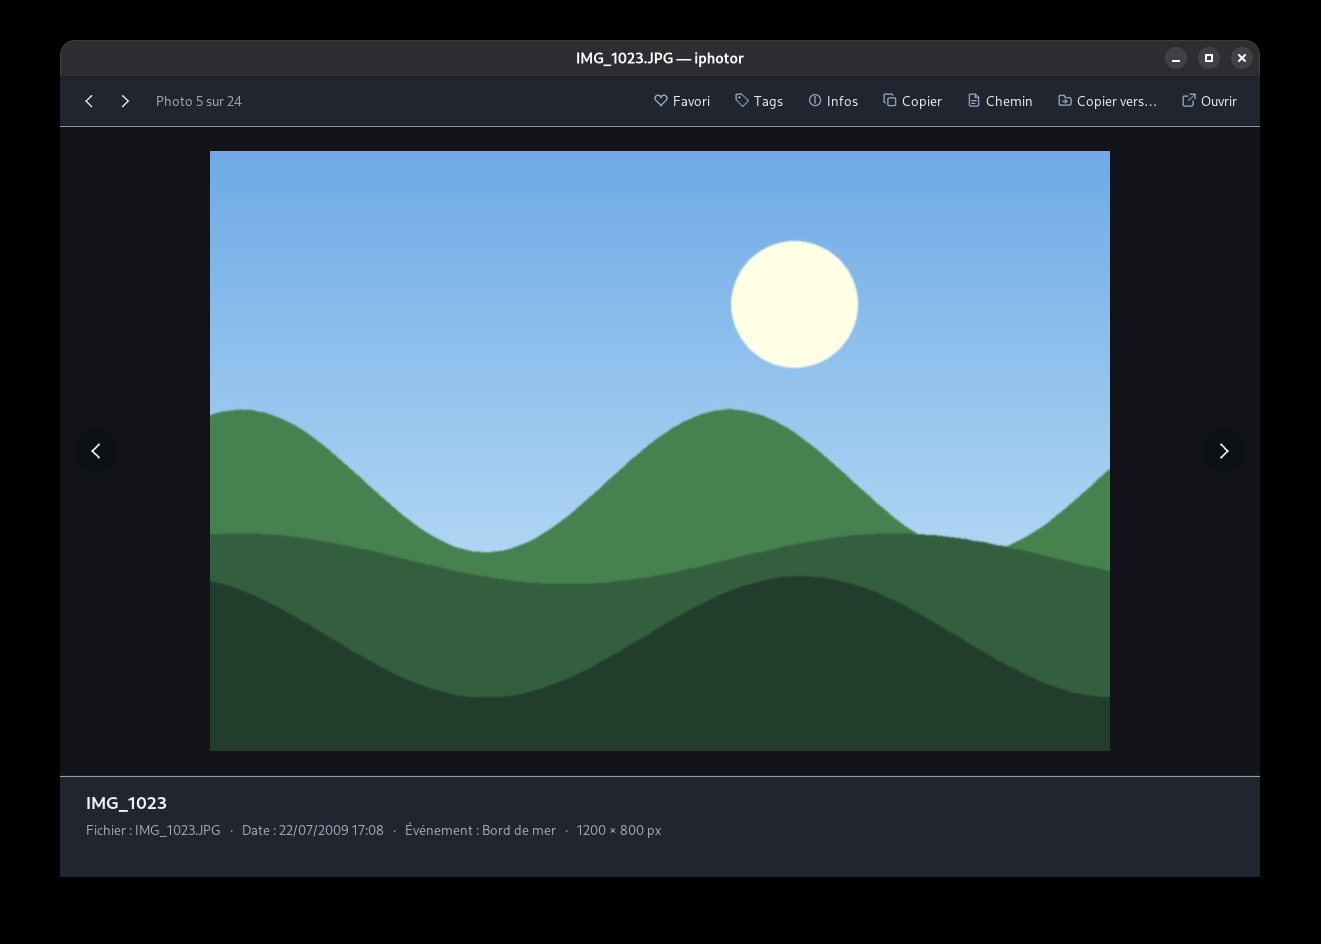 IMG_1023.JPG — iphotor
Photo 5 sur 24
Favori
Tags
Infos
Copier
Chemin
Copier vers…
Ouvrir
IMG_1023
Fichier : IMG_1023.JPG · Date : 22/07/2009 17:08 · Événement : Bord de mer · 1200 × 800 px